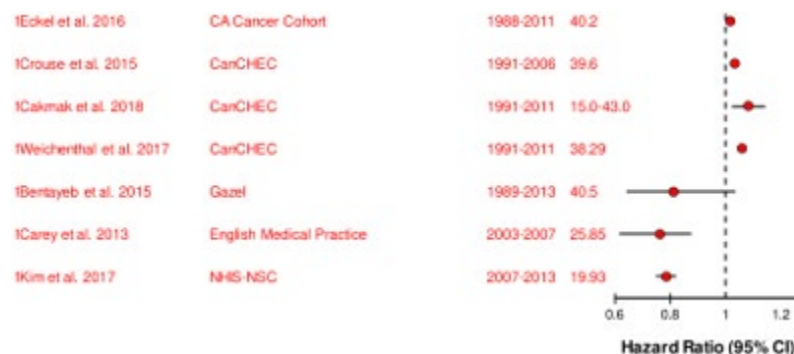 †Eckel et al. 2016 CA Cancer Cohort 1988-2011 40.2
†Crouse et al. 2015 CanCHEC 1991-2006 39.6
†Cakmak et al. 2018 CanCHEC 1991-2011 15.0-43.0
†Weichenthal et al. 2017 CanCHEC 1991-2011 38.29
†Bentayeb et al. 2015 Gazel 1989-2013 40.5
†Carey et al. 2013 English Medical Practice 2003-2007 25.85
†Kim et al. 2017 NHIS-NSC 2007-2013 19.93
0.6 0.8 1 1.2
Hazard Ratio (95% CI)